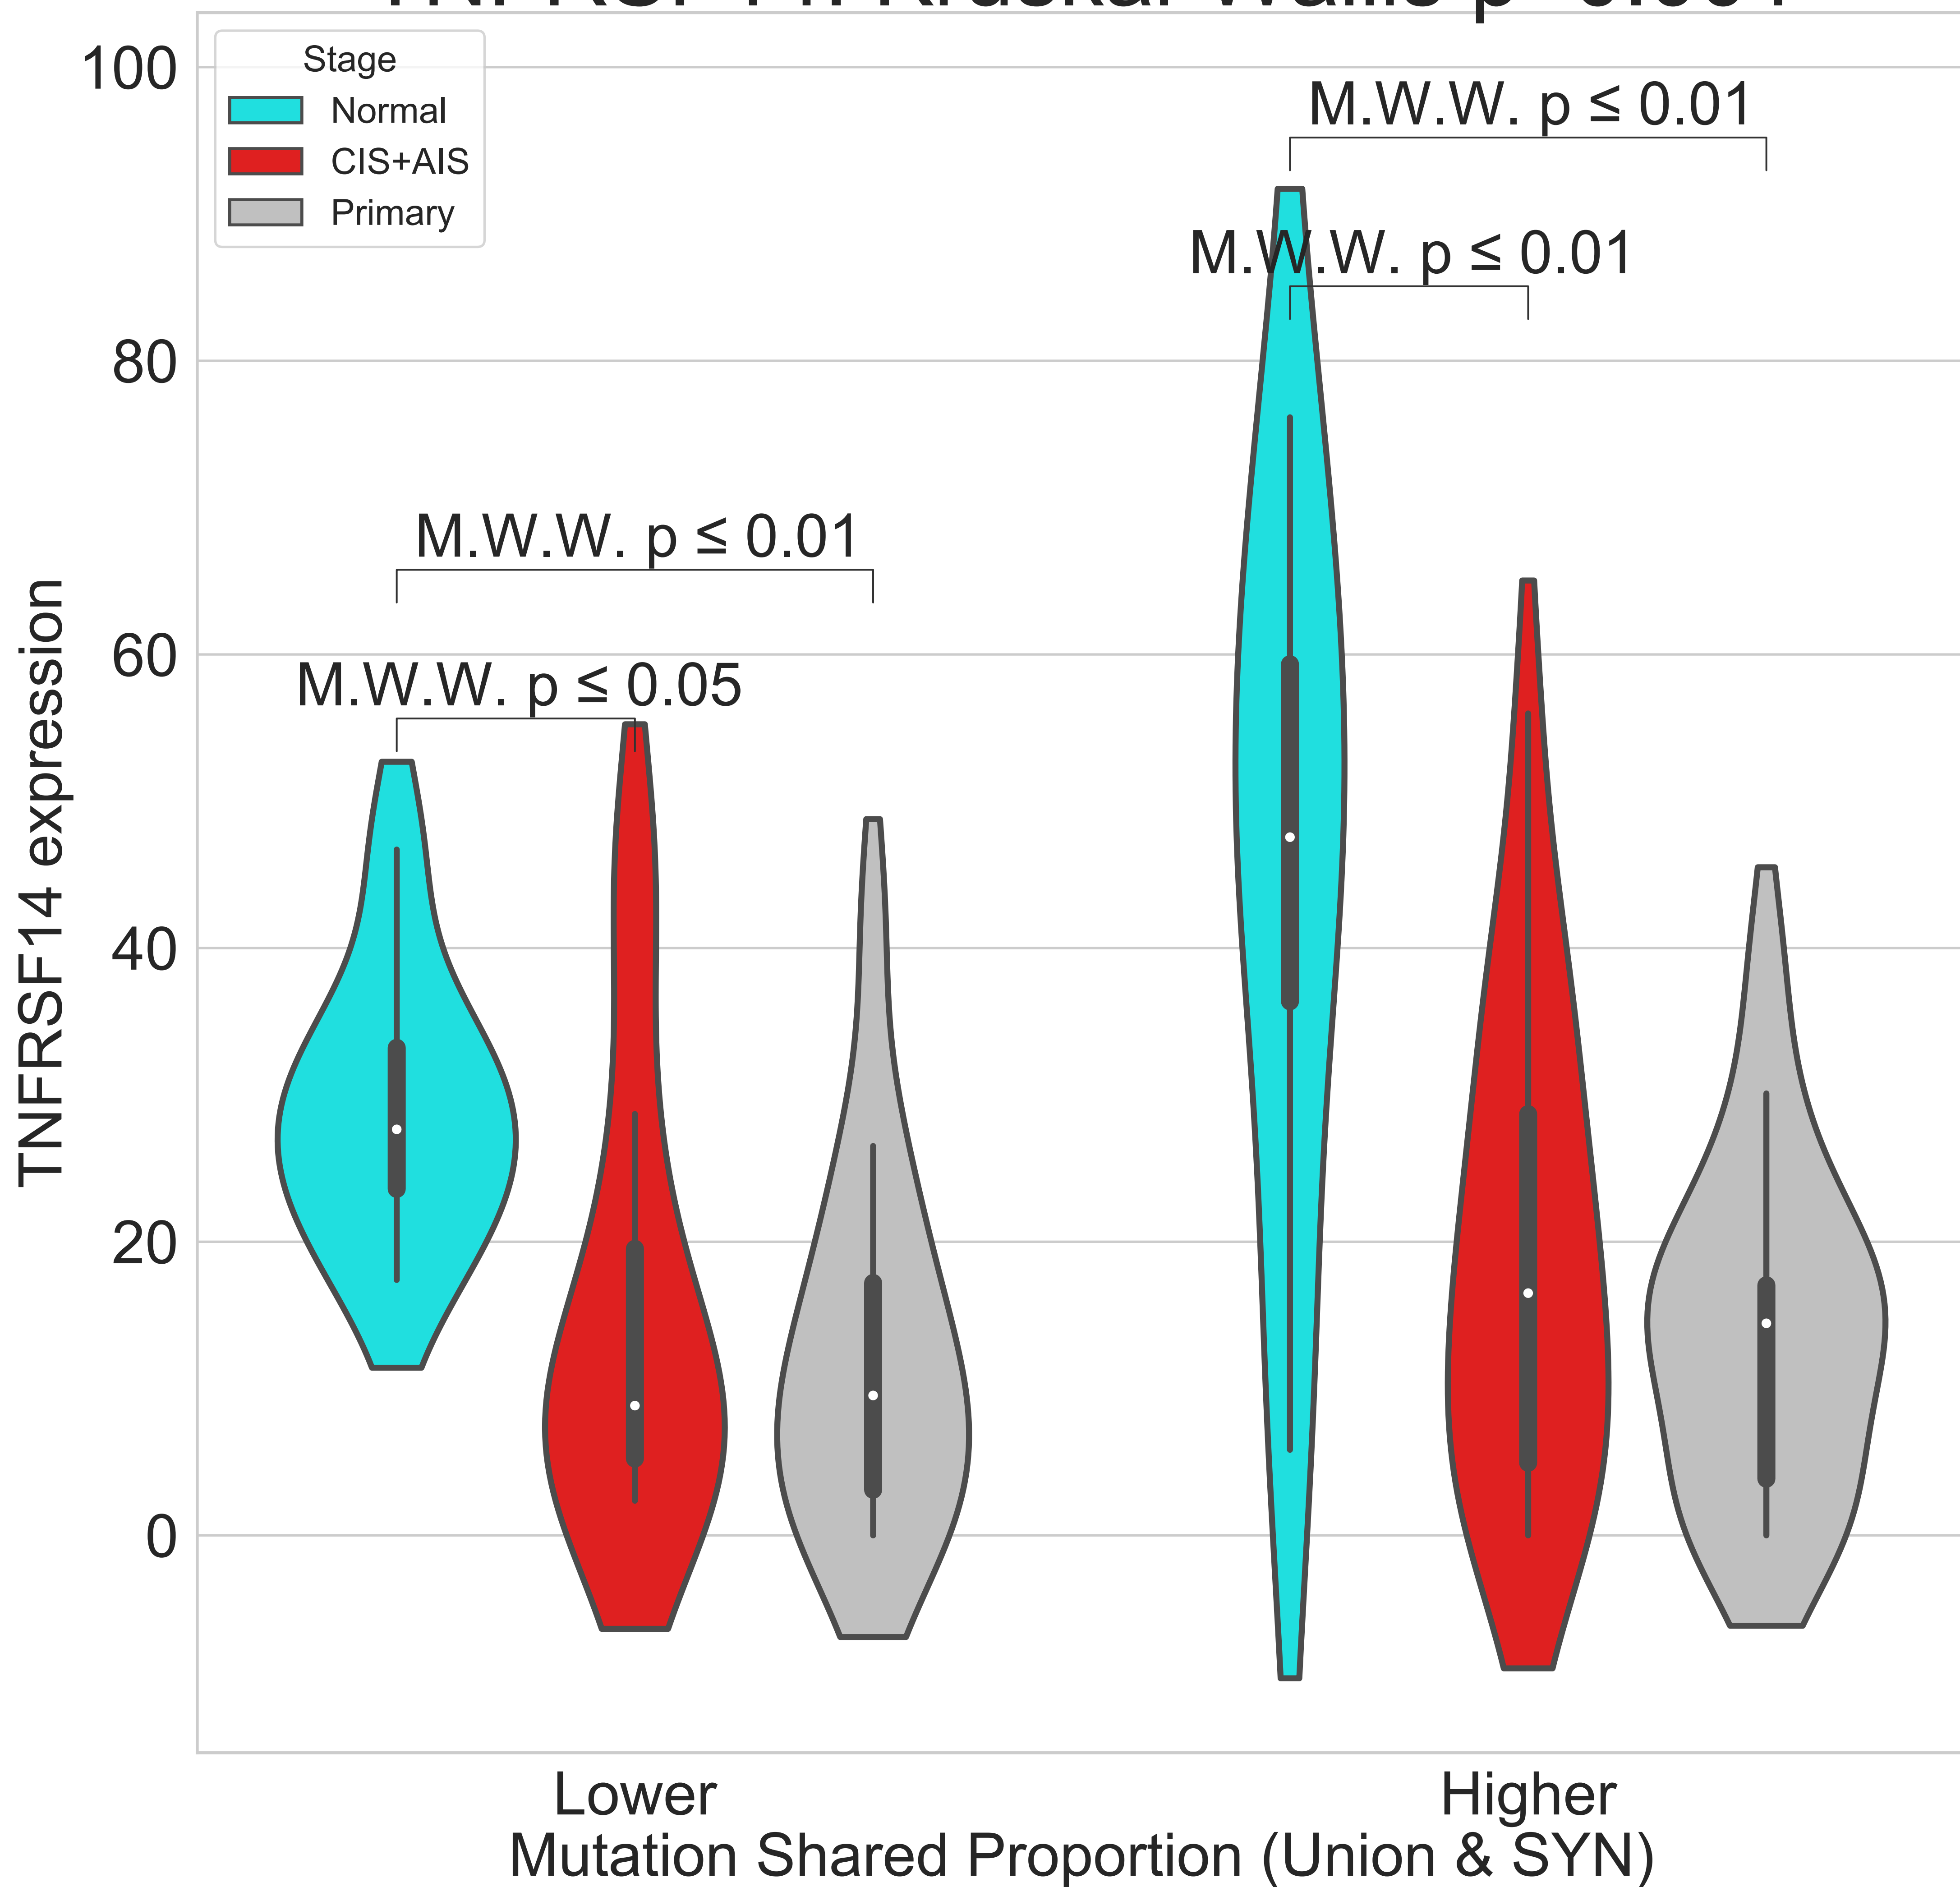 100
Stage
Normal
CIS+AIS
Primary
M.W.W. p ≤ 0.01
M.W.W. p ≤ 0.01
80
M.W.W. p ≤ 0.01
60
M.W.W. p ≤ 0.05
40
20
0
TNFRSF14 expression
Lower
Higher
Mutation Shared Proportion (Union & SYN)